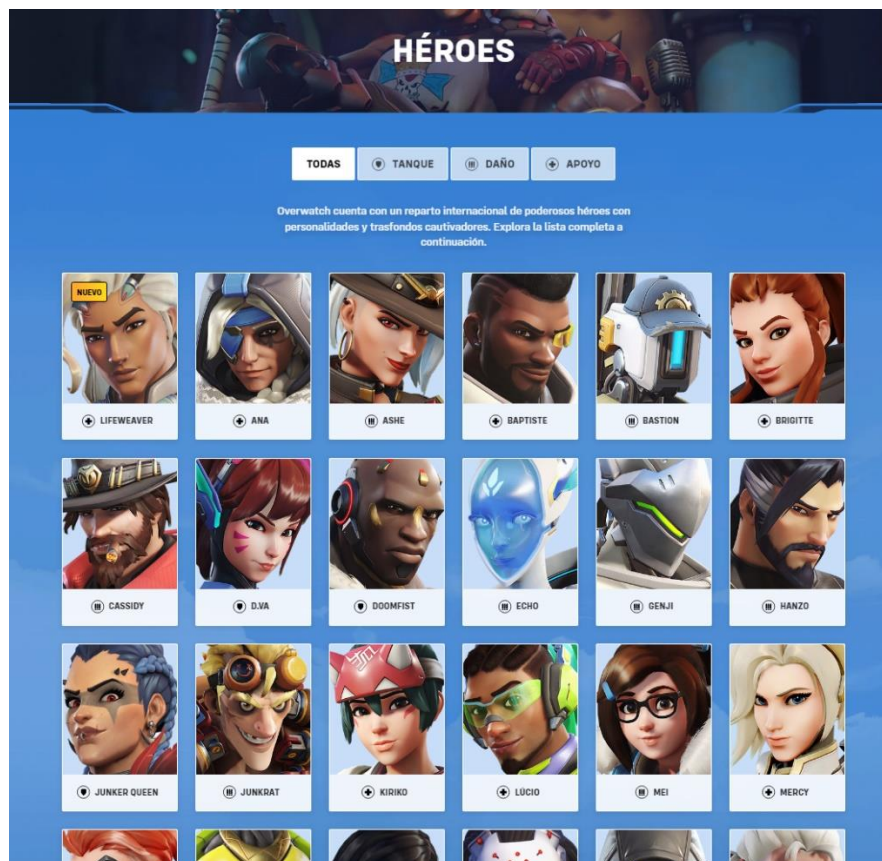 HÉROES
TODAS
TANQUE
DAÑO
APOYO
Overwatch cuenta con un reparto internacional de poderosos héroes con
personalidades y trasfondos cautivadores. Explora la lista completa a
continuación.
NUEVO
LIFEWEAVER
ANA
ASHE
BAPTISTE
BASTION
BRIGITTE
CASSIDY
D.VA
DOOMFIST
ECHO
GENJI
HANZO
JUNKER QUEEN
JUNKRAT
KIRIKO
LÚCIO
MEI
MERCY